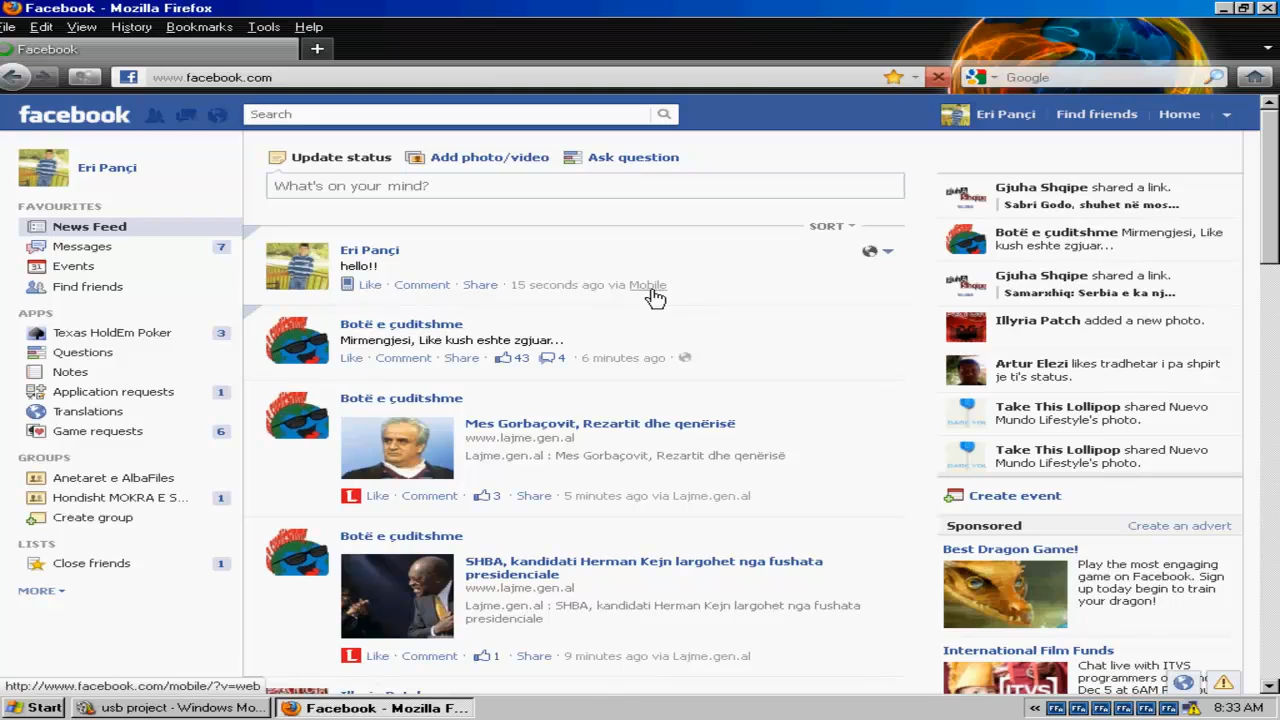 Facebook - Mozilla Firefox
File Edit View History Bookmarks Tools Help
Facebook
www.facebook.com
Google
facebook
Search
Eri Pançi
Find friends
Home
Eri Pançi
FAVOURITES
News Feed
Messages 7
Events
Find friends
APPS
Texas HoldEm Poker 3
Questions
Notes
Application requests 1
Translations
Game requests 6
GROUPS
Anetaret e AlbaFiles
Hondisht MOKRA E S... 1
Create group
LISTS
Close friends 1
MORE
Update status Add photo/video Ask question
What's on your mind?
SORT
Eri Pançi
hello!!
Like · Comment · Share · 15 seconds ago via Mobile
Botë e çuditshme
Mirmengjesi, Like kush eshte zgjuar...
Like · Comment · Share · 43 4 · 6 minutes ago ·
Botë e çuditshme
Mes Gorbaçovit, Rezartit dhe qenërisë
www.lajme.gen.al
Lajme.gen.al : Mes Gorbaçovit, Rezartit dhe qenërisë
L Like · Comment · 3 · Share · 5 minutes ago via Lajme.gen.al
Botë e çuditshme
SHBA, kandidati Herman Kejn largohet nga fushata
presidenciale
www.lajme.gen.al
Lajme.gen.al : SHBA, kandidati Herman Kejn largohet nga fushata
presidenciale
L Like · Comment · 1 · Share · 9 minutes ago via Lajme.gen.al
Gjuha Shqipe shared a link.
Sabri Godo, shuhet në mos...
Botë e çuditshme Mirmengjesi, Like
kush eshte zgjuar...
Gjuha Shqipe shared a link.
Samarxhiq: Serbia e ka nj...
Illyria Patch added a new photo.
Artur Elezi likes tradhetar i pa shpirt
je ti's status.
Take This Lollipop shared Nuevo
Mundo Lifestyle's photo.
Take This Lollipop shared Nuevo
Mundo Lifestyle's photo.
Create event
Sponsored Create an advert
Best Dragon Game!
Play the most engaging
game on Facebook. Sign
up today begin to train
your dragon!
International Film Funds
ITVS
Chat live with ITVS
programmers
Dec 5 at 6AM
http://www.facebook.com/mobile/?v=web
Start
usb project - Windows Mo...
Facebook - Mozilla F...
8:33 AM